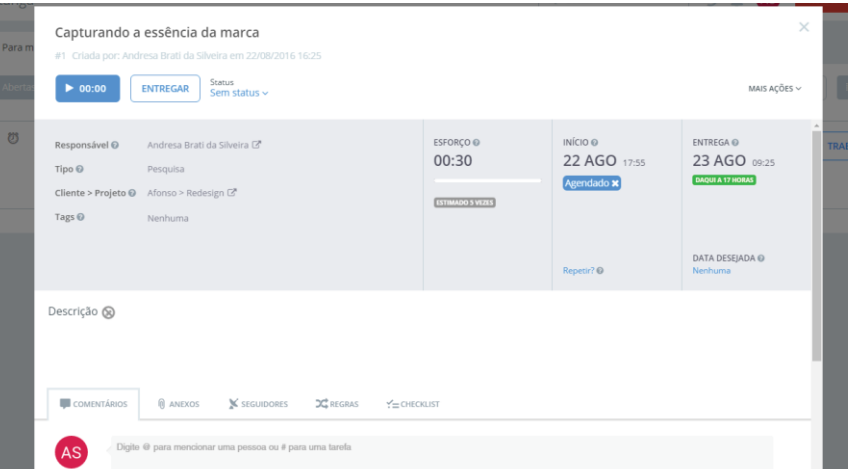 Capturando a essência da marca
#1 Criada por: Andresa Brati da Silveira em 22/08/2016 16:25
Para m
Abertas
00:00
ENTREGAR
Status
Sem status
MAIS AÇÕES
Responsável
Andresa Brati da Silveira
Tipo
Pesquisa
Cliente > Projeto
Afonso > Redesign
Tags
Nenhuma
ESFORÇO
00:30
ESTIMADO 5 VEZES
INÍCIO
22 AGO 17:55
Agendado
Repetir?
ENTREGA
23 AGO 09:25
DAQUI A 17 HORAS
DATA DESEJADA
Nenhuma
TRAB
Descrição
COMENTÁRIOS
ANEXOS
SEGUIDORES
REGRAS
CHECKLIST
AS
Digite @ para mencionar uma pessoa ou # para uma tarefa